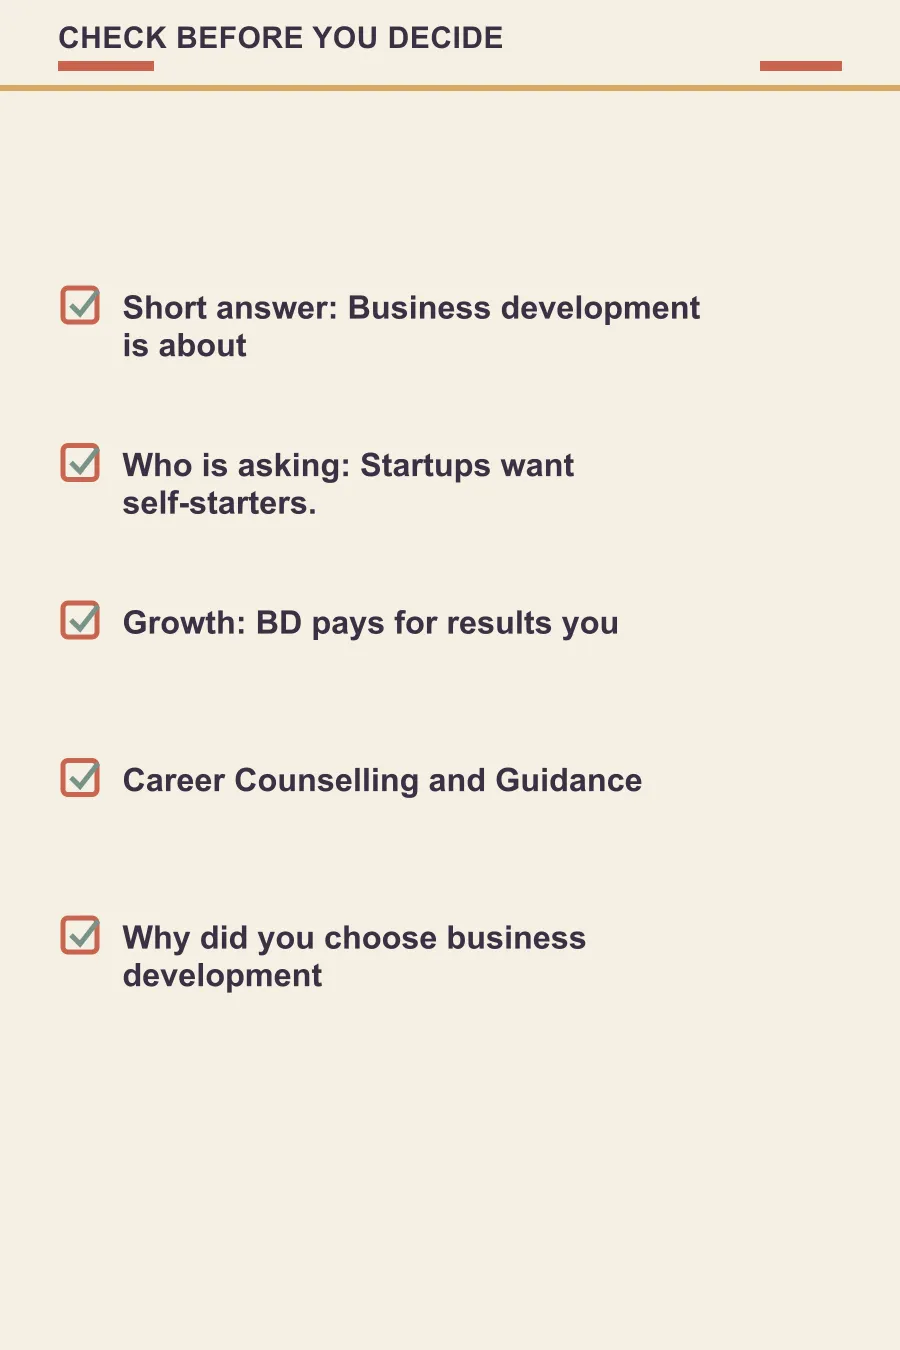 CHECK BEFORE YOU DECIDE
Short answer: Business development
is about
Who is asking: Startups want
self-starters.
Growth: BD pays for results you
Career Counselling and Guidance
Why did you choose business
development